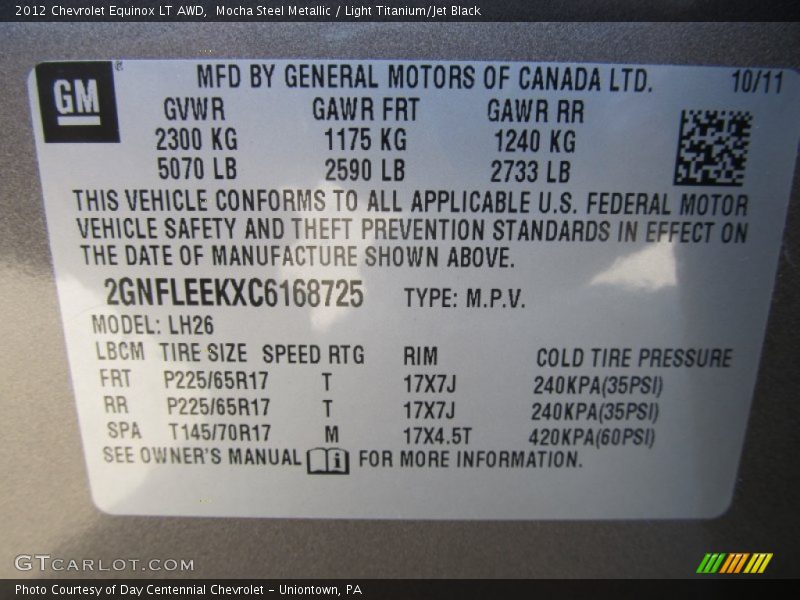 2012 Chevrolet Equinox LT AWD, Mocha Steel Metallic / Light Titanium/Jet Black
GM®
MFD BY GENERAL MOTORS OF CANADA LTD. 10/11
GVWR GAWR FRT GAWR RR
2300 KG 1175 KG 1240 KG
5070 LB 2590 LB 2733 LB
THIS VEHICLE CONFORMS TO ALL APPLICABLE U.S. FEDERAL MOTOR
VEHICLE SAFETY AND THEFT PREVENTION STANDARDS IN EFFECT ON
THE DATE OF MANUFACTURE SHOWN ABOVE.
2GNFLEEKXC6168725 TYPE: M.P.V.
MODEL: LH26
LBCM TIRE SIZE SPEED RTG RIM COLD TIRE PRESSURE
FRT P225/65R17 T 17X7J 240KPA(35PSI)
RR P225/65R17 T 17X7J 240KPA(35PSI)
SPA T145/70R17 M 17X4.5T 420KPA(60PSI)
SEE OWNER'S MANUAL i FOR MORE INFORMATION.
GTCARLOT.COM
Photo Courtesy of Day Centennial Chevrolet - Uniontown, PA